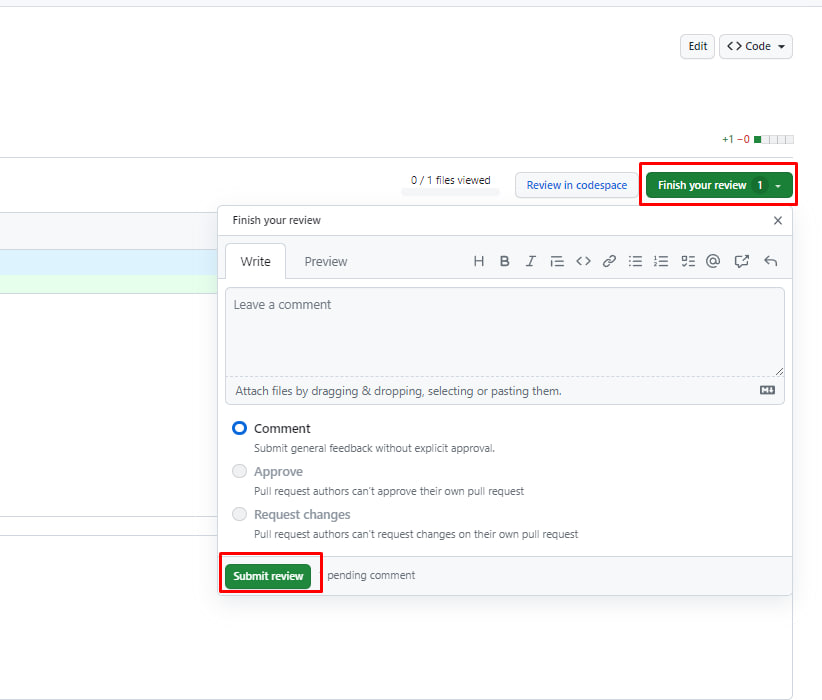 Edit
<> Code
+1 −0
0 / 1 files viewed
Review in codespace
Finish your review 1
Finish your review
Write
Preview
Leave a comment
Attach files by dragging & dropping, selecting or pasting them.
Comment
Submit general feedback without explicit approval.
Approve
Pull request authors can't approve their own pull request
Request changes
Pull request authors can't request changes on their own pull request
Submit review
pending comment